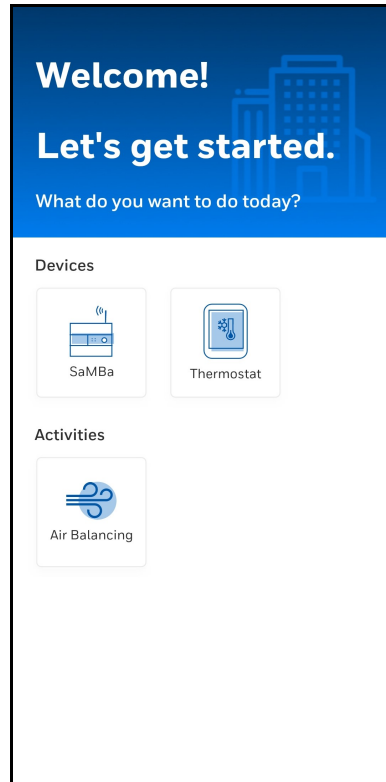 Welcome!
Let's get started.
What do you want to do today?
Devices
SaMBa
Thermostat
Activities
Air Balancing